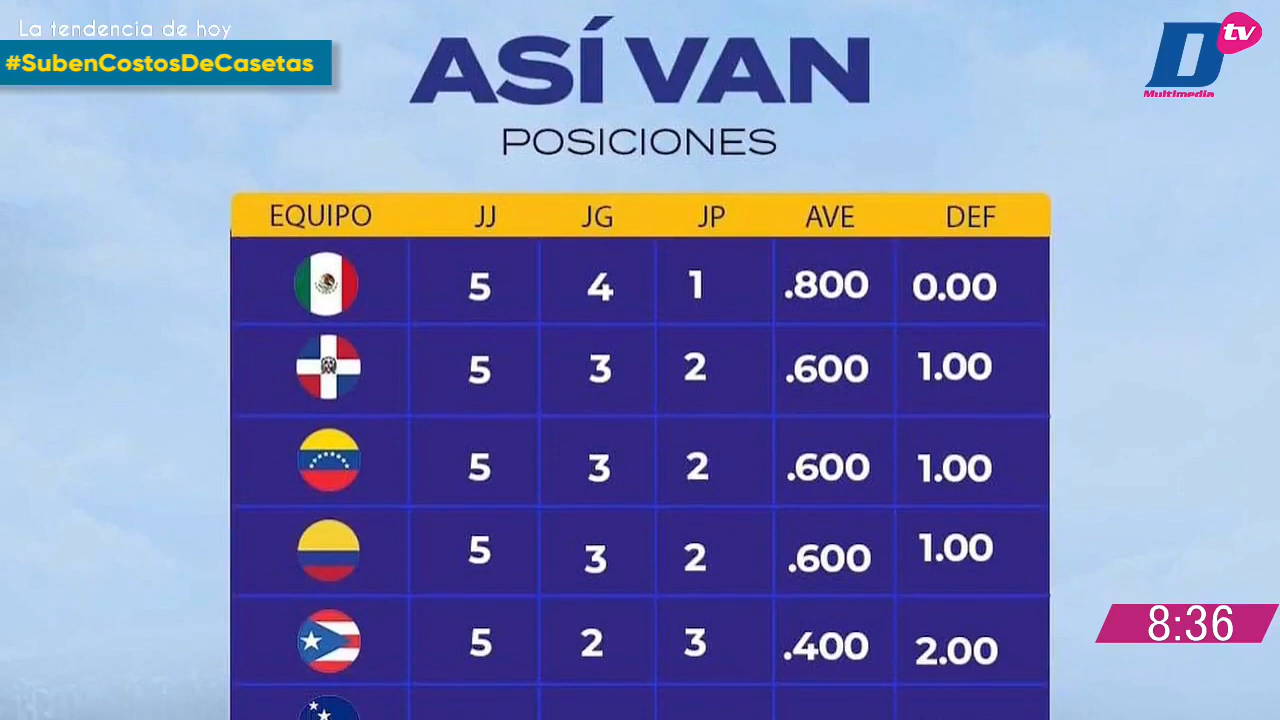 La tendencia de hoy
#SubenCostosDeCasetas
ASÍ VAN
POSICIONES
D tv
Multimedia
EQUIPO JJ JG JP AVE DEF
5 4 1 .800 0.00
5 3 2 .600 1.00
5 3 2 .600 1.00
5 3 2 .600 1.00
5 2 3 .400 2.00
8:36